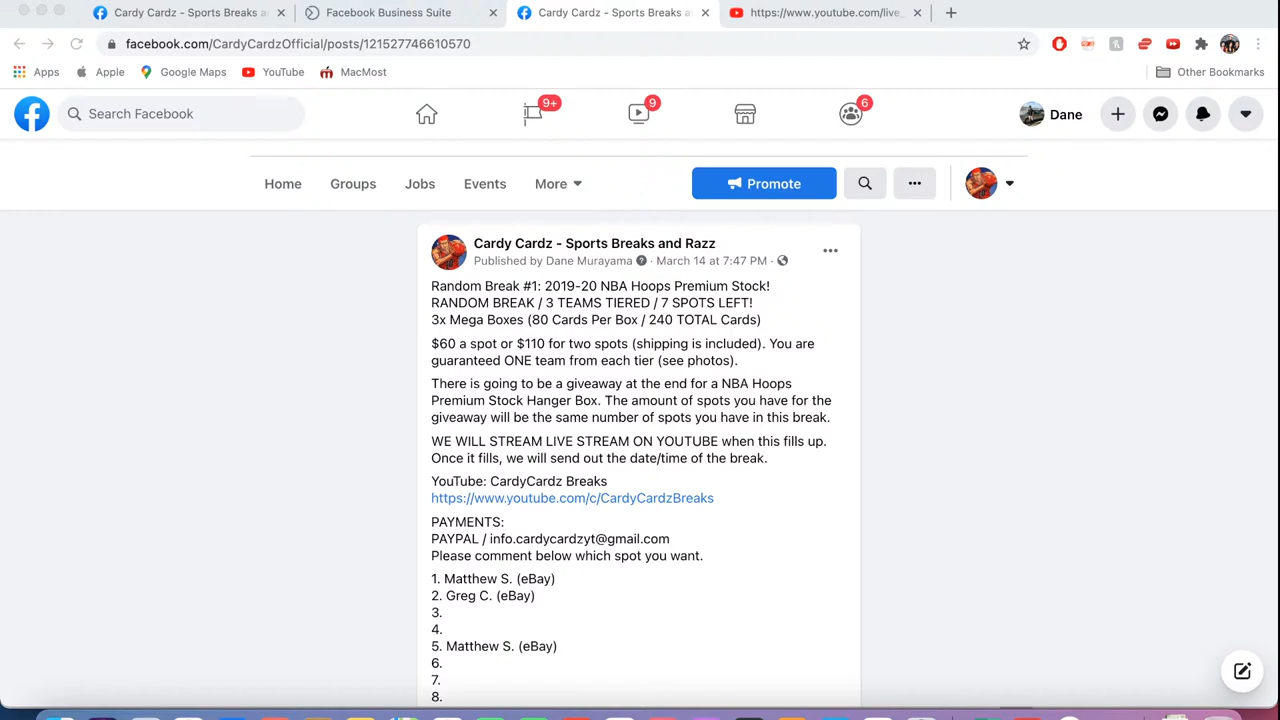 Cardy Cardz - Sports Breaks a
Facebook Business Suite
Cardy Cardz - Sports Breaks a
https://www.youtube.com/live_
facebook.com/CardyCardzOfficial/posts/121527746610570
Apps
Apple
Google Maps
YouTube
MacMost
Other Bookmarks
Search Facebook
9+
9
6
Dane
Home
Groups
Jobs
Events
More
Promote
Cardy Cardz - Sports Breaks and Razz
Published by Dane Murayama · March 14 at 7:47 PM ·
Random Break #1: 2019-20 NBA Hoops Premium Stock!
RANDOM BREAK / 3 TEAMS TIERED / 7 SPOTS LEFT!
3x Mega Boxes (80 Cards Per Box / 240 TOTAL Cards)
$60 a spot or $110 for two spots (shipping is included). You are
guaranteed ONE team from each tier (see photos).
There is going to be a giveaway at the end for a NBA Hoops
Premium Stock Hanger Box. The amount of spots you have for the
giveaway will be the same number of spots you have in this break.
WE WILL STREAM LIVE STREAM ON YOUTUBE when this fills up.
Once it fills, we will send out the date/time of the break.
YouTube: CardyCardz Breaks
https://www.youtube.com/c/CardyCardzBreaks
PAYMENTS:
PAYPAL / info.cardycardzyt@gmail.com
Please comment below which spot you want.
1. Matthew S. (eBay)
2. Greg C. (eBay)
3.
4.
5. Matthew S. (eBay)
6.
7.
8.